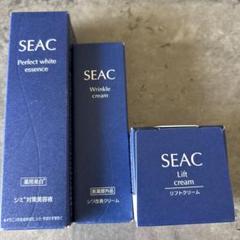 SEAC
Perfect white
essence
薬用美白*
シミ*対策美容液
SEAC
Wrinkle
cream
医薬部外品
シワ改善クリーム
SEAC
Lift
cream
リフトクリーム